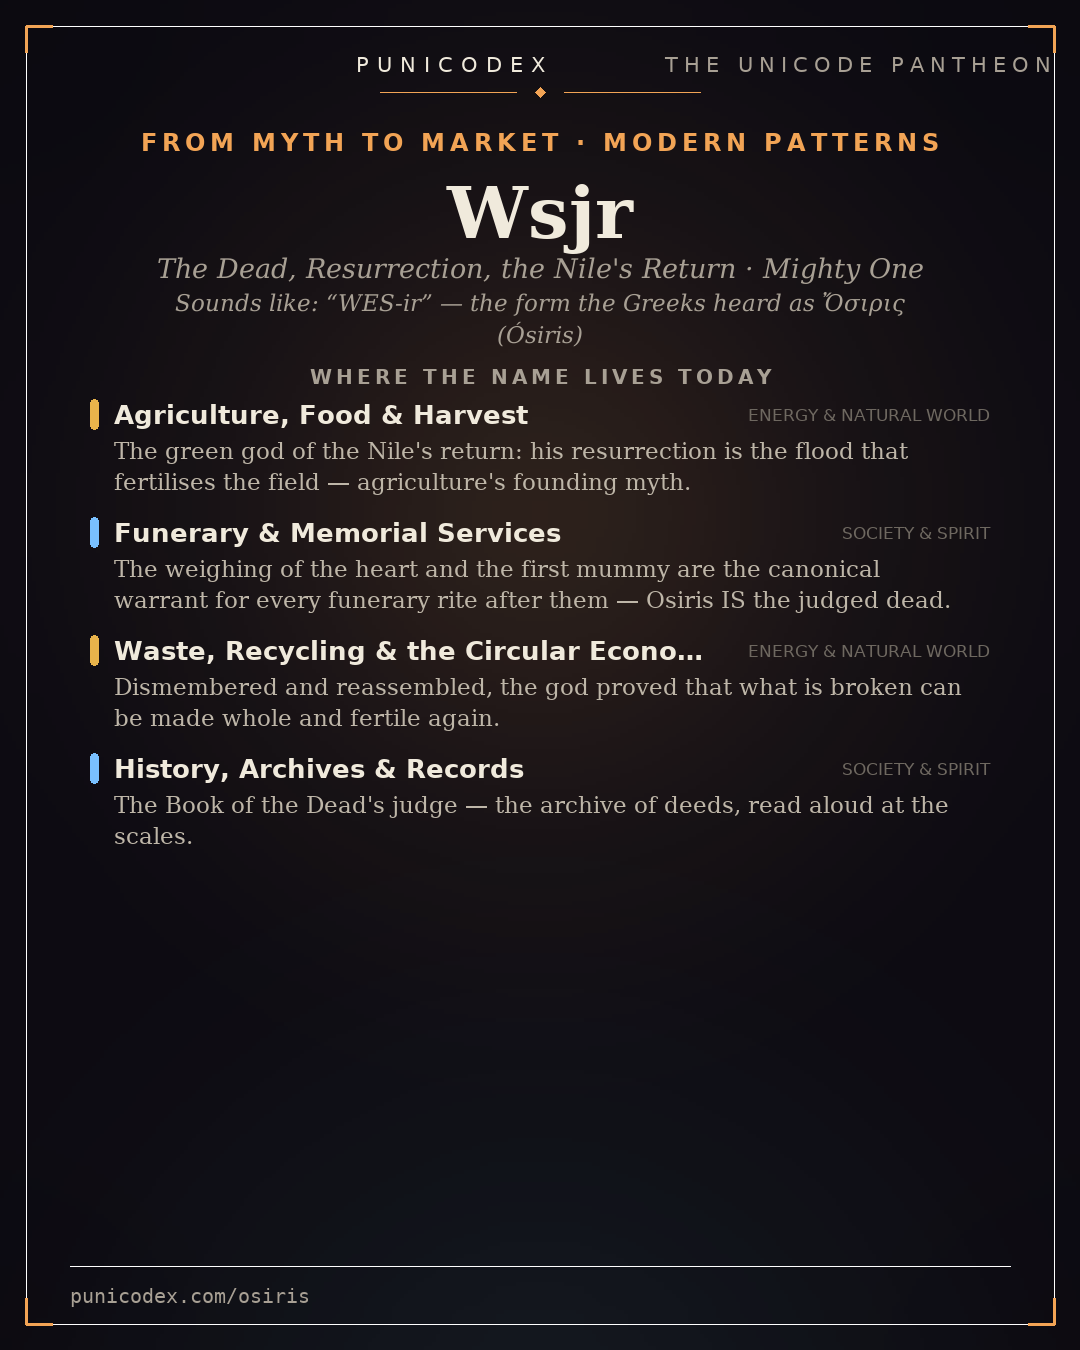 PUNICODEX THE UNICODE PANTHEON
FROM MYTH TO MARKET · MODERN PATTERNS
Wsjr
The Dead, Resurrection, the Nile's Return · Mighty One
Sounds like: “WES-ir” — the form the Greeks heard as Ὄσιρις
(Ósiris)
WHERE THE NAME LIVES TODAY
Agriculture, Food & Harvest ENERGY & NATURAL WORLD
The green god of the Nile's return: his resurrection is the flood that
fertilises the field — agriculture's founding myth.
Funerary & Memorial Services SOCIETY & SPIRIT
The weighing of the heart and the first mummy are the canonical
warrant for every funerary rite after them — Osiris IS the judged dead.
Waste, Recycling & the Circular Econo… ENERGY & NATURAL WORLD
Dismembered and reassembled, the god proved that what is broken can
be made whole and fertile again.
History, Archives & Records SOCIETY & SPIRIT
The Book of the Dead's judge — the archive of deeds, read aloud at the
scales.
punicodex.com/osiris